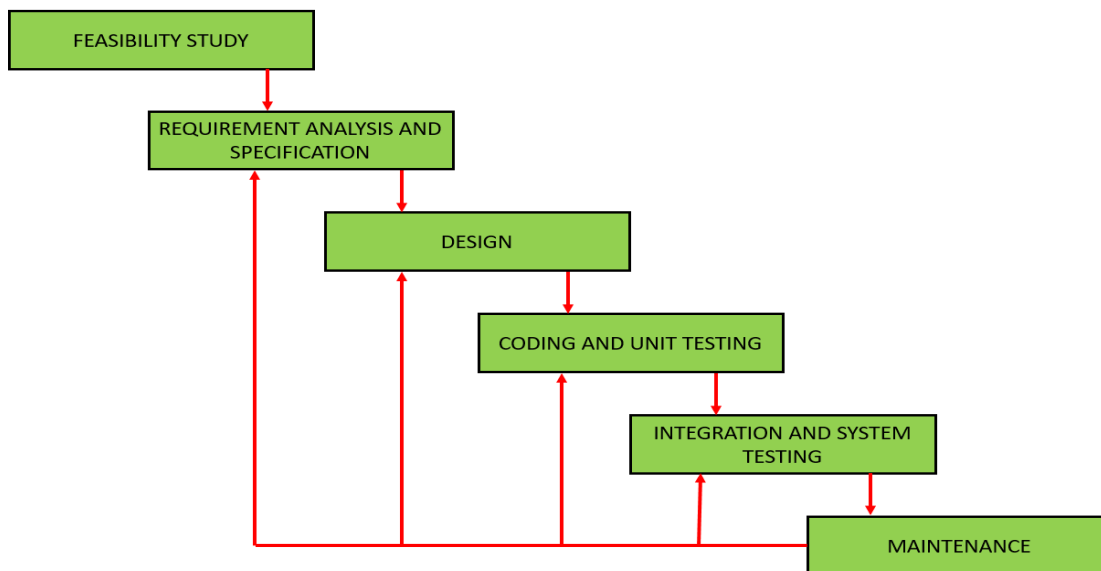 FEASIBILITY STUDY
REQUIREMENT ANALYSIS AND
SPECIFICATION
DESIGN
CODING AND UNIT TESTING
INTEGRATION AND SYSTEM
TESTING
MAINTENANCE